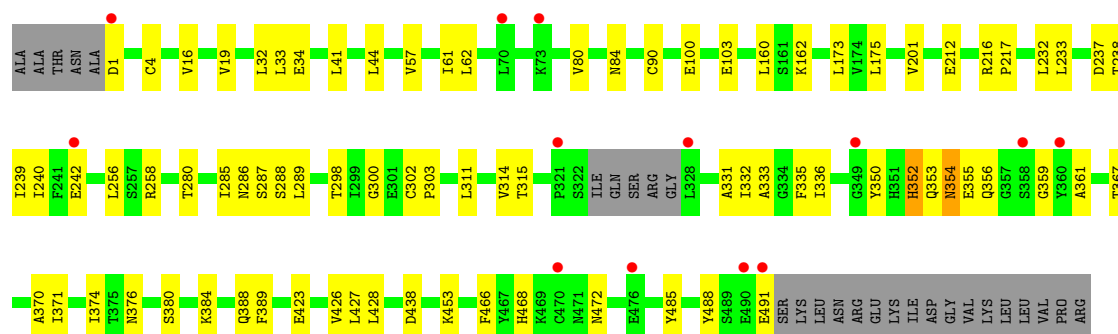 ALA ALA THR ASN ALA D1 C4 V16 V19 L32 L33 E34 L41 L44 V57 I61 L62 L70 K73 V80 N84 C90 E100 E103 L160 S161 K162 L173 V174 L175 V201 E212 R216 P217 L232 L233 D237 T238
I239 I240 F241 E242 L256 S257 R258 T280 I285 N286 S287 S288 L289 T298 I299 G300 E301 C302 P303 L311 V314 T315 P321 S322 ILE GLN SER ARG GLY L328 A331 I332 A333 G334 F335 I336 G349 Y350 H351 H352 Q353 N354 E355 Q356 G357 S358 G359 Y360 A361 T367
A370 I371 I374 T375 N376 S380 K384 Q388 F389 E423 V426 L427 L428 D438 K453 F466 Y467 H468 K469 C470 N471 N472 E476 Y485 Y488 S489 E490 E491 SER LYS LEU ASN ARG GLU LYS ILE ASP GLY VAL LYS LEU LEU VAL PRO ARG